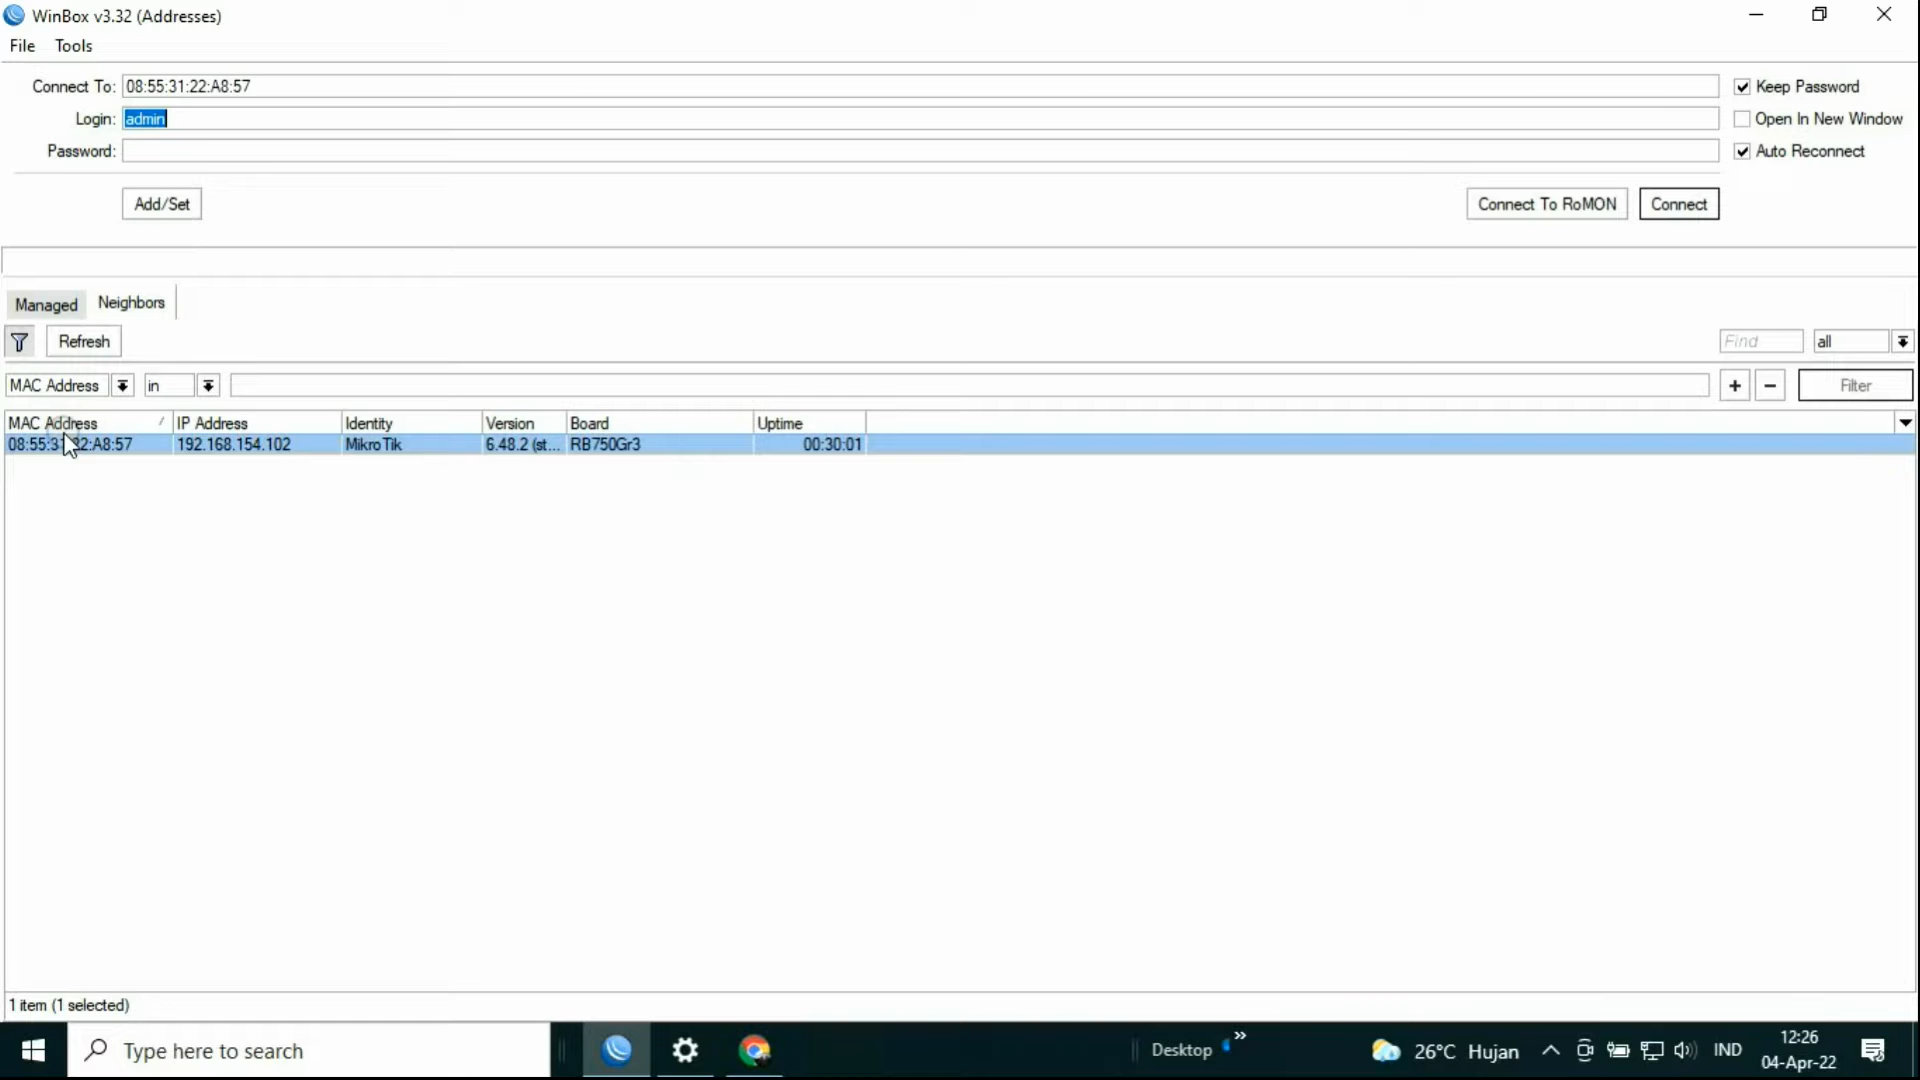 WinBox v3.32 (Addresses)
File Tools
Connect To: 08:55:31:22:A8:57
Keep Password
Login: admin
Open In New Window
Password:
Auto Reconnect
Add/Set
Connect To RoMON
Connect
Managed Neighbors
Refresh
Find
all
MAC Address
in
+
-
Filter
MAC Address IP Address Identity Version Board Uptime
192.168.154.102 MikroTik 6.48.2 (st... RB750Gr3 00:30:01
1 item (1 selected)
Type here to search
Desktop
26°C Hujan
IND
12:26
04-Apr-22